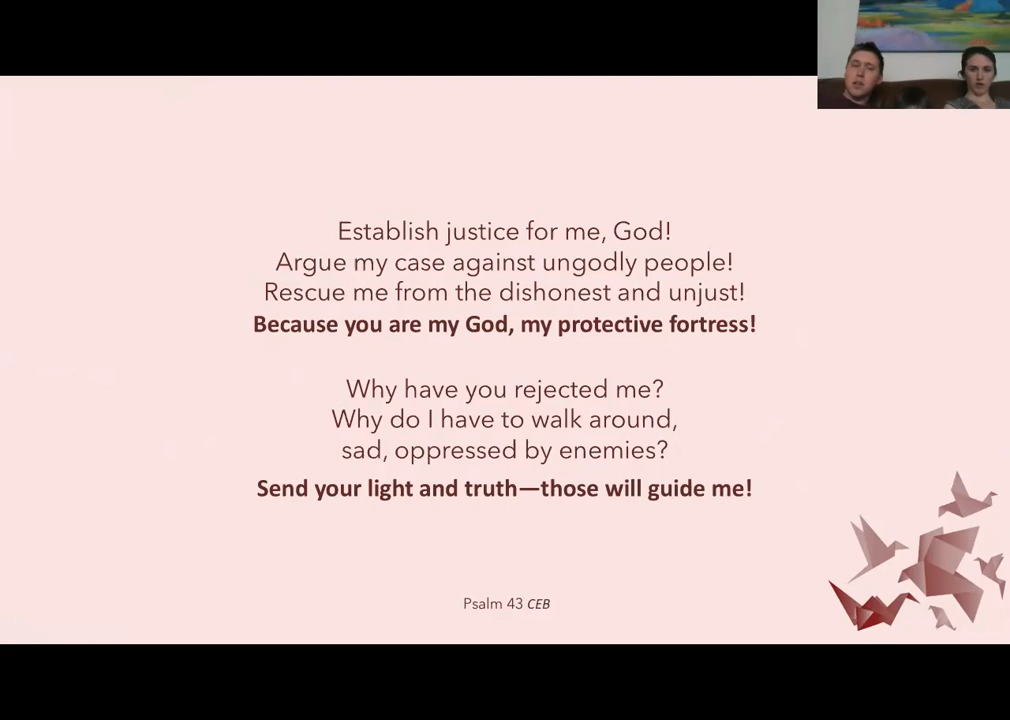 Establish justice for me, God!
Argue my case against ungodly people!
Rescue me from the dishonest and unjust!
Because you are my God, my protective fortress!
Why have you rejected me?
Why do I have to walk around,
sad, oppressed by enemies?
Send your light and truth—those will guide me!
Psalm 43 CEB